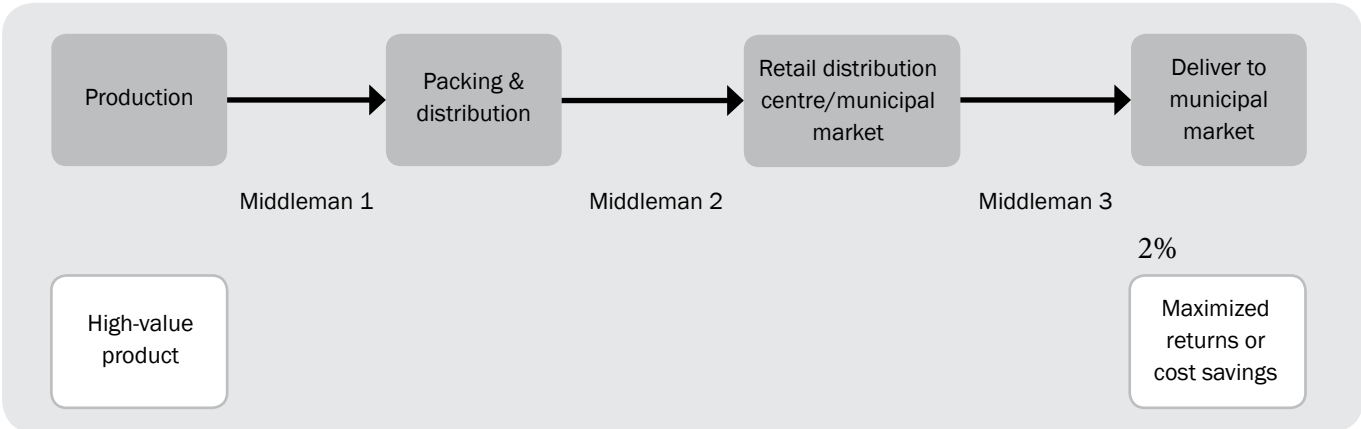 Production
Packing &
distribution
Retail distribution
centre/municipal
market
Deliver to
municipal
market
Middleman 1
Middleman 2
Middleman 3
2%
High-value
product
Maximized
returns or
cost savings